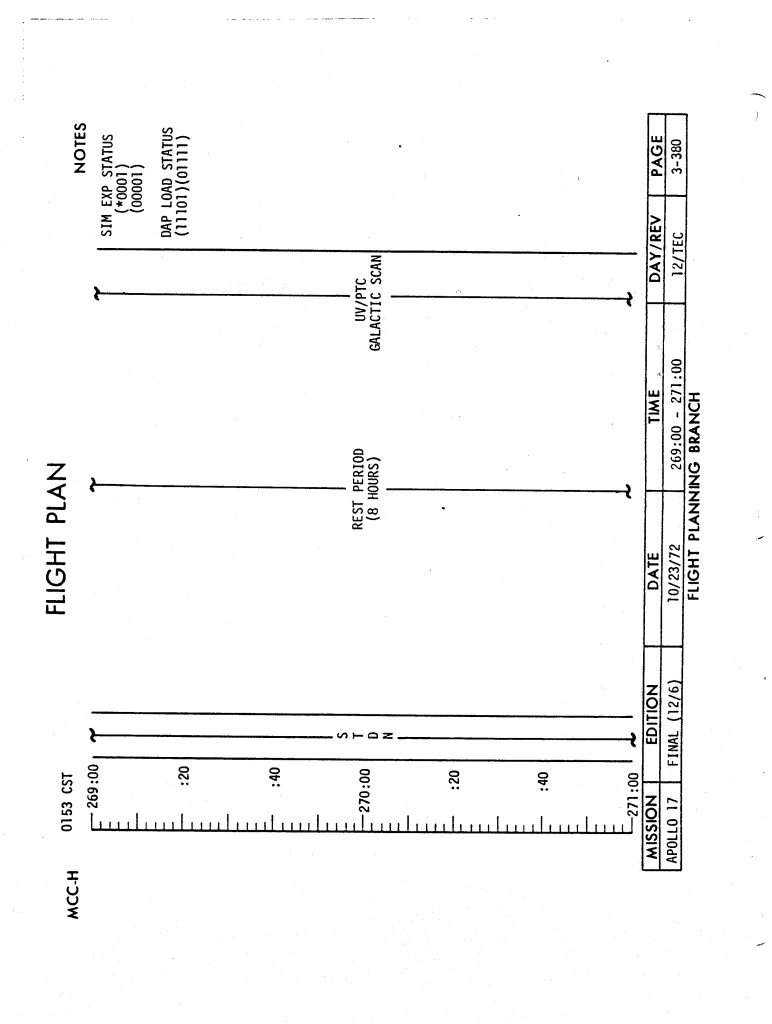 FLIGHT PLAN
MCC-H
0153 CST
NOTES
269:00
SIM EXP STATUS
(*0001)
(00001)
DAP LOAD STATUS
(11101)(01111)
:20
:40
270:00
S
T
D
N
REST PERIOD
(8 HOURS)
UV/PTC
GALACTIC SCAN
:20
:40
271:00
MISSION EDITION DATE TIME DAY/REV PAGE
APOLLO 17 FINAL (12/6) 10/23/72 269:00 - 271:00 12/TEC 3-380
FLIGHT PLANNING BRANCH